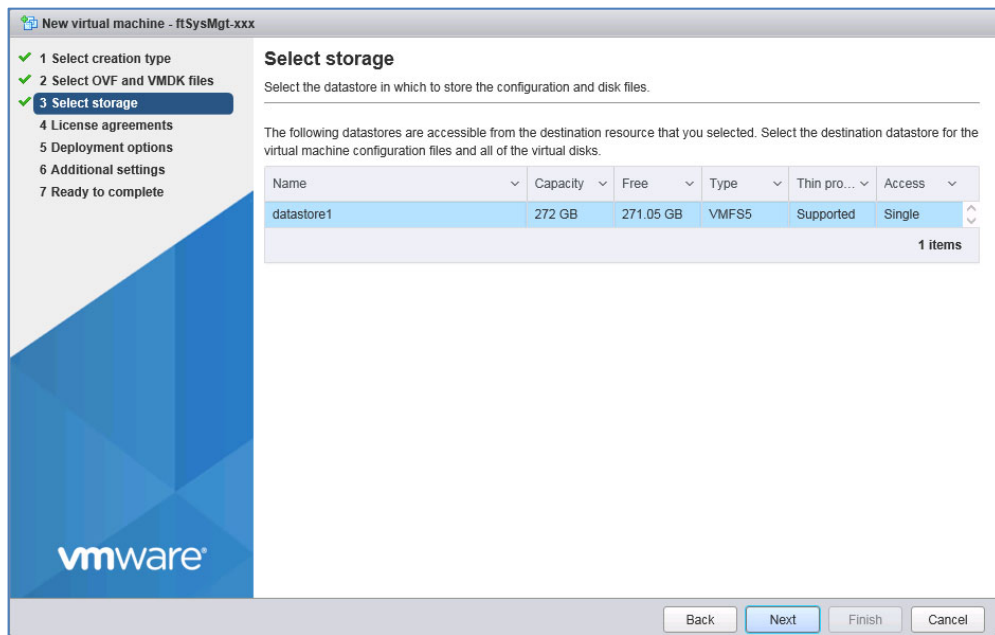 New virtual machine - ftSysMgt-xxx
1 Select creation type
2 Select OVF and VMDK files
3 Select storage
4 License agreements
5 Deployment options
6 Additional settings
7 Ready to complete
Select storage
Select the datastore in which to store the configuration and disk files.
The following datastores are accessible from the destination resource that you selected. Select the destination datastore for the
virtual machine configuration files and all of the virtual disks.
Name Capacity Free Type Thin pro... Access
datastore1 272 GB 271.05 GB VMFS5 Supported Single
1 items
vmware®
Back Next Finish Cancel